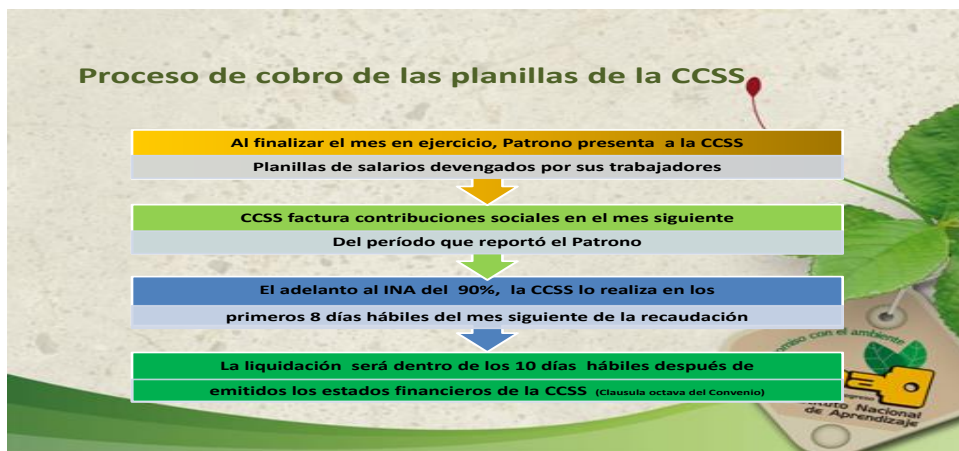 Proceso de cobro de las planillas de la CCSS
Al finalizar el mes en ejercicio, Patrono presenta a la CCSS
Planillas de salarios devengados por sus trabajadores
CCSS factura contribuciones sociales en el mes siguiente
Del período que reportó el Patrono
El adelanto al INA del 90%, la CCSS lo realiza en los
primeros 8 días hábiles del mes siguiente de la recaudación
La liquidación será dentro de los 10 días hábiles después de
emitidos los estados financieros de la CCSS (Clausula octava del Convenio)
con el ambiente
Nacional
de Aprendizaje